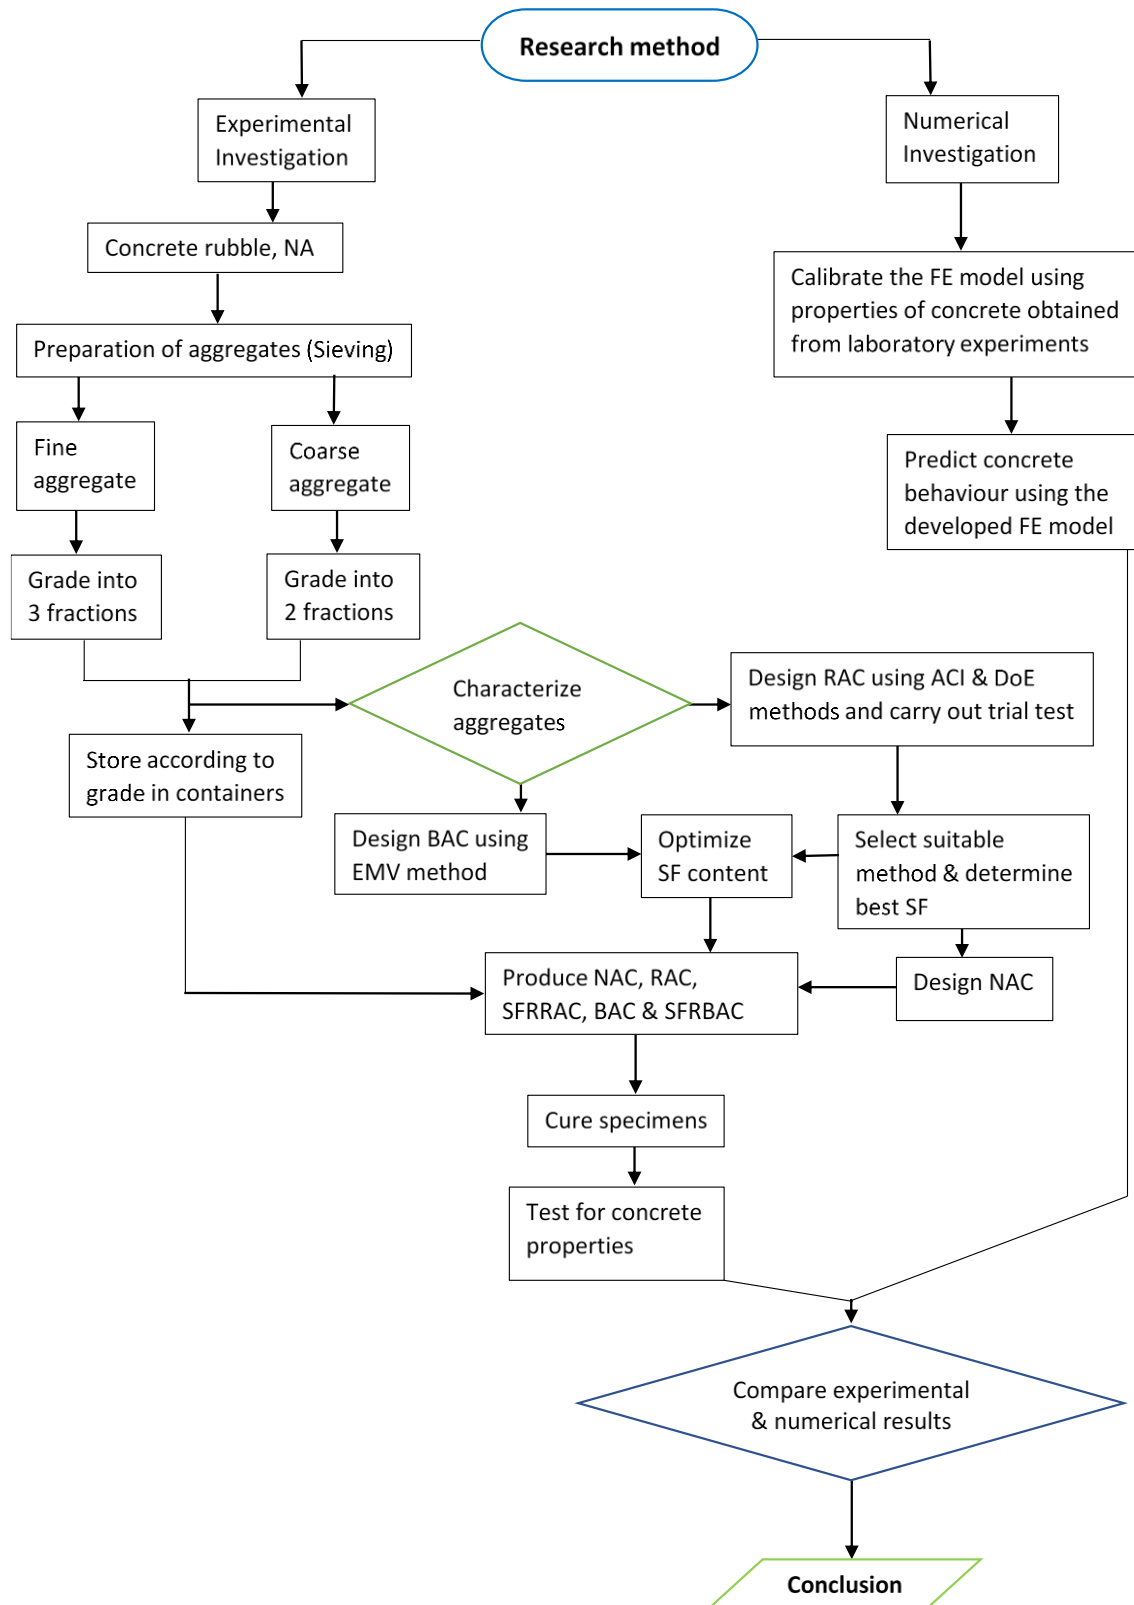 Research method
Experimental
Investigation
Numerical
Investigation
Concrete rubble, NA
Calibrate the FE model using
properties of concrete obtained
from laboratory experiments
Preparation of aggregates (Sieving)
Fine
aggregate
Coarse
aggregate
Predict concrete
behaviour using the
developed FE model
Grade into
3 fractions
Grade into
2 fractions
Characterize
aggregates
Design RAC using ACI & DoE
methods and carry out trial test
Store according to
grade in containers
Design BAC using
EMV method
Optimize
SF content
Select suitable
method & determine
best SF
Produce NAC, RAC,
SFRRAC, BAC & SFRBAC
Design NAC
Cure specimens
Test for concrete
properties
Compare experimental
& numerical results
Conclusion